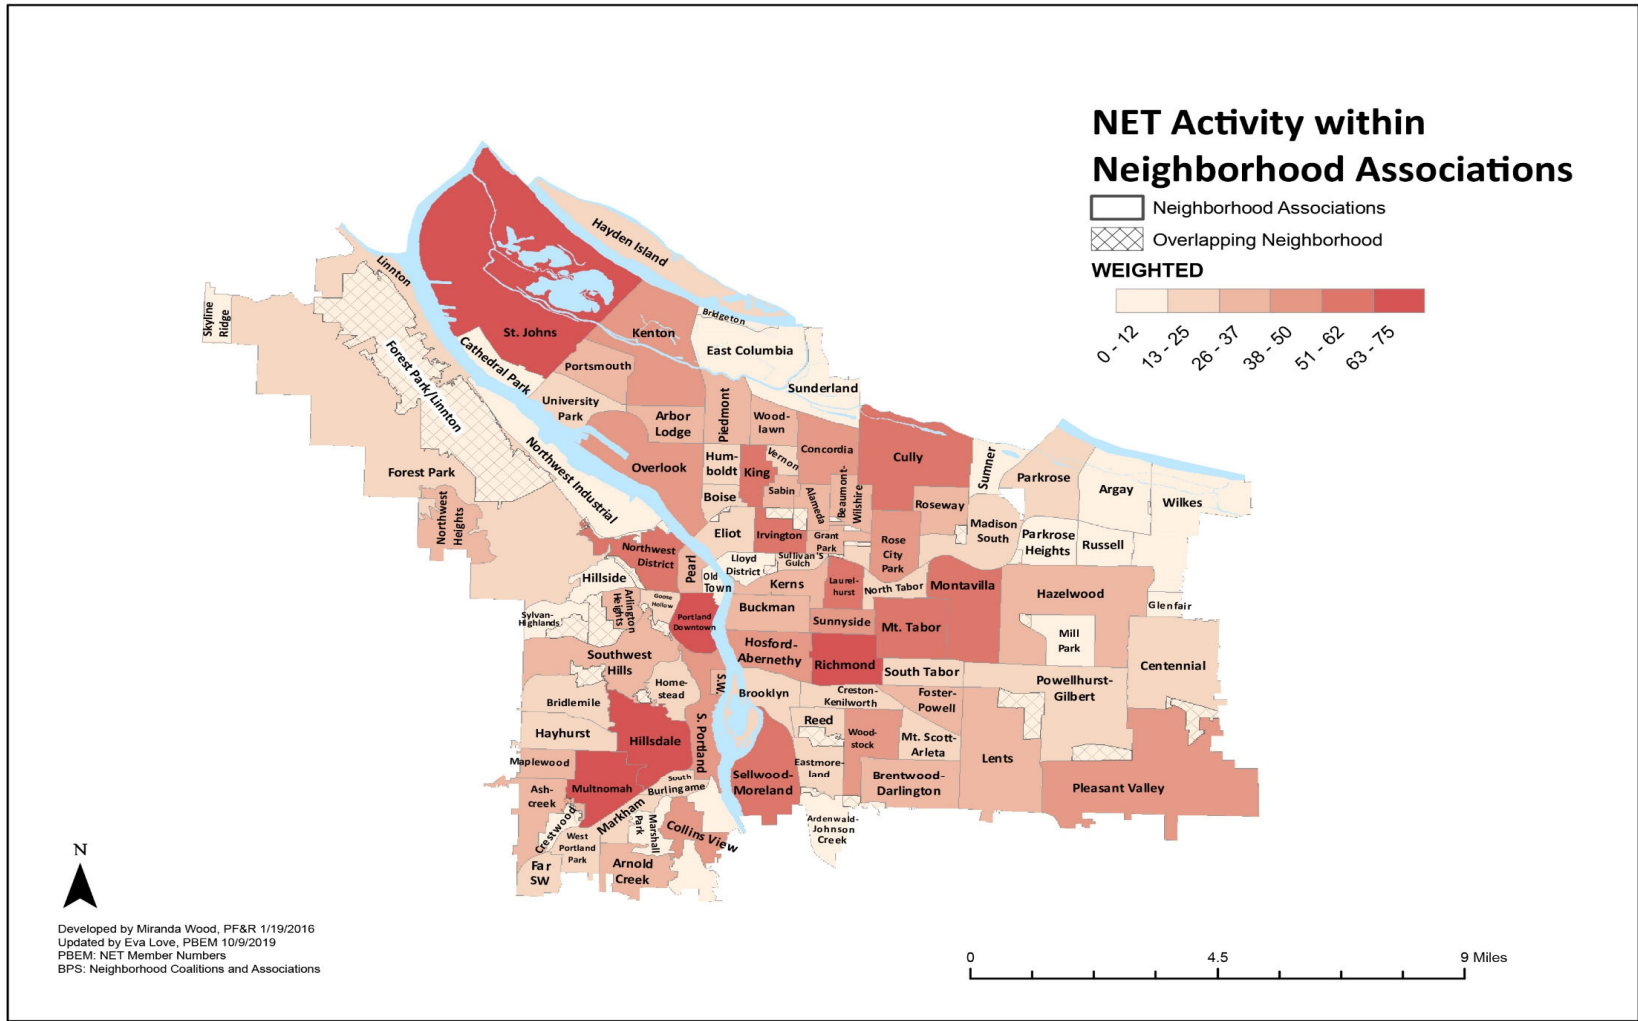 NET Activity within
Neighborhood Associations
Neighborhood Associations
Overlapping Neighborhood
WEIGHTED
0 - 12
13 - 25
26 - 37
38 - 50
51 - 62
63 - 75
Hayden Island
Linnton
Skyline
Ridge
St. Johns
Kenton
Bridgeton
East Columbia
Cathedral Park
Forest Park/Linnton
Portsmouth
Sunderland
University
Park
Arbor
Lodge
Piedmont
Wood-
lawn
Concordia
Cully
Northwest Industrial
Overlook
Hum-
boldt
King
Vernon
Sumner
Parkrose
Argay
Wilkes
Forest Park
Boise
Sabin
Alameda
Beaumont-
Wilshire
Roseway
Northwest
Heights
Madison
South
Eliot
Irvington
Grant
Park
Rose
City
Park
Parkrose
Heights
Russell
Northwest
District
Pearl
Old
Town
Lloyd
District
Sullivan's
Gulch
Hillside
Kerns
Laurel-
hurst
North Tabor
Montavilla
Hazelwood
Glenfair
Arlington
Heights
Goose
Hollow
Sylvan-
Highlands
Portland
Downtown
Buckman
Sunnyside
Mt. Tabor
Mill
Park
Southwest
Hills
Hosford-
Abernethy
Richmond
South Tabor
Centennial
Home-
stead
S.W.
Brooklyn
Creston-
Kenilworth
Foster-
Powell
Powellhurst-
Gilbert
Bridlemile
Reed
Hayhurst
Hillsdale
S. Portland
Wood-
stock
Mt. Scott-
Arleta
Maplewood
Eastmore-
land
Lents
Ash-
creek
Multnomah
South
Burlingame
Sellwood-
Moreland
Brentwood-
Darlington
Pleasant Valley
Crestwood
Markham
Marshall
Park
Collins View
Ardenwald-
Johnson
Creek
West
Portland
Park
Far
SW
Arnold
Creek
N
Developed by Miranda Wood, PF&R 1/19/2016
Updated by Eva Love, PBEM 10/9/2019
PBEM: NET Member Numbers
BPS: Neighborhood Coalitions and Associations
0
4.5
9 Miles